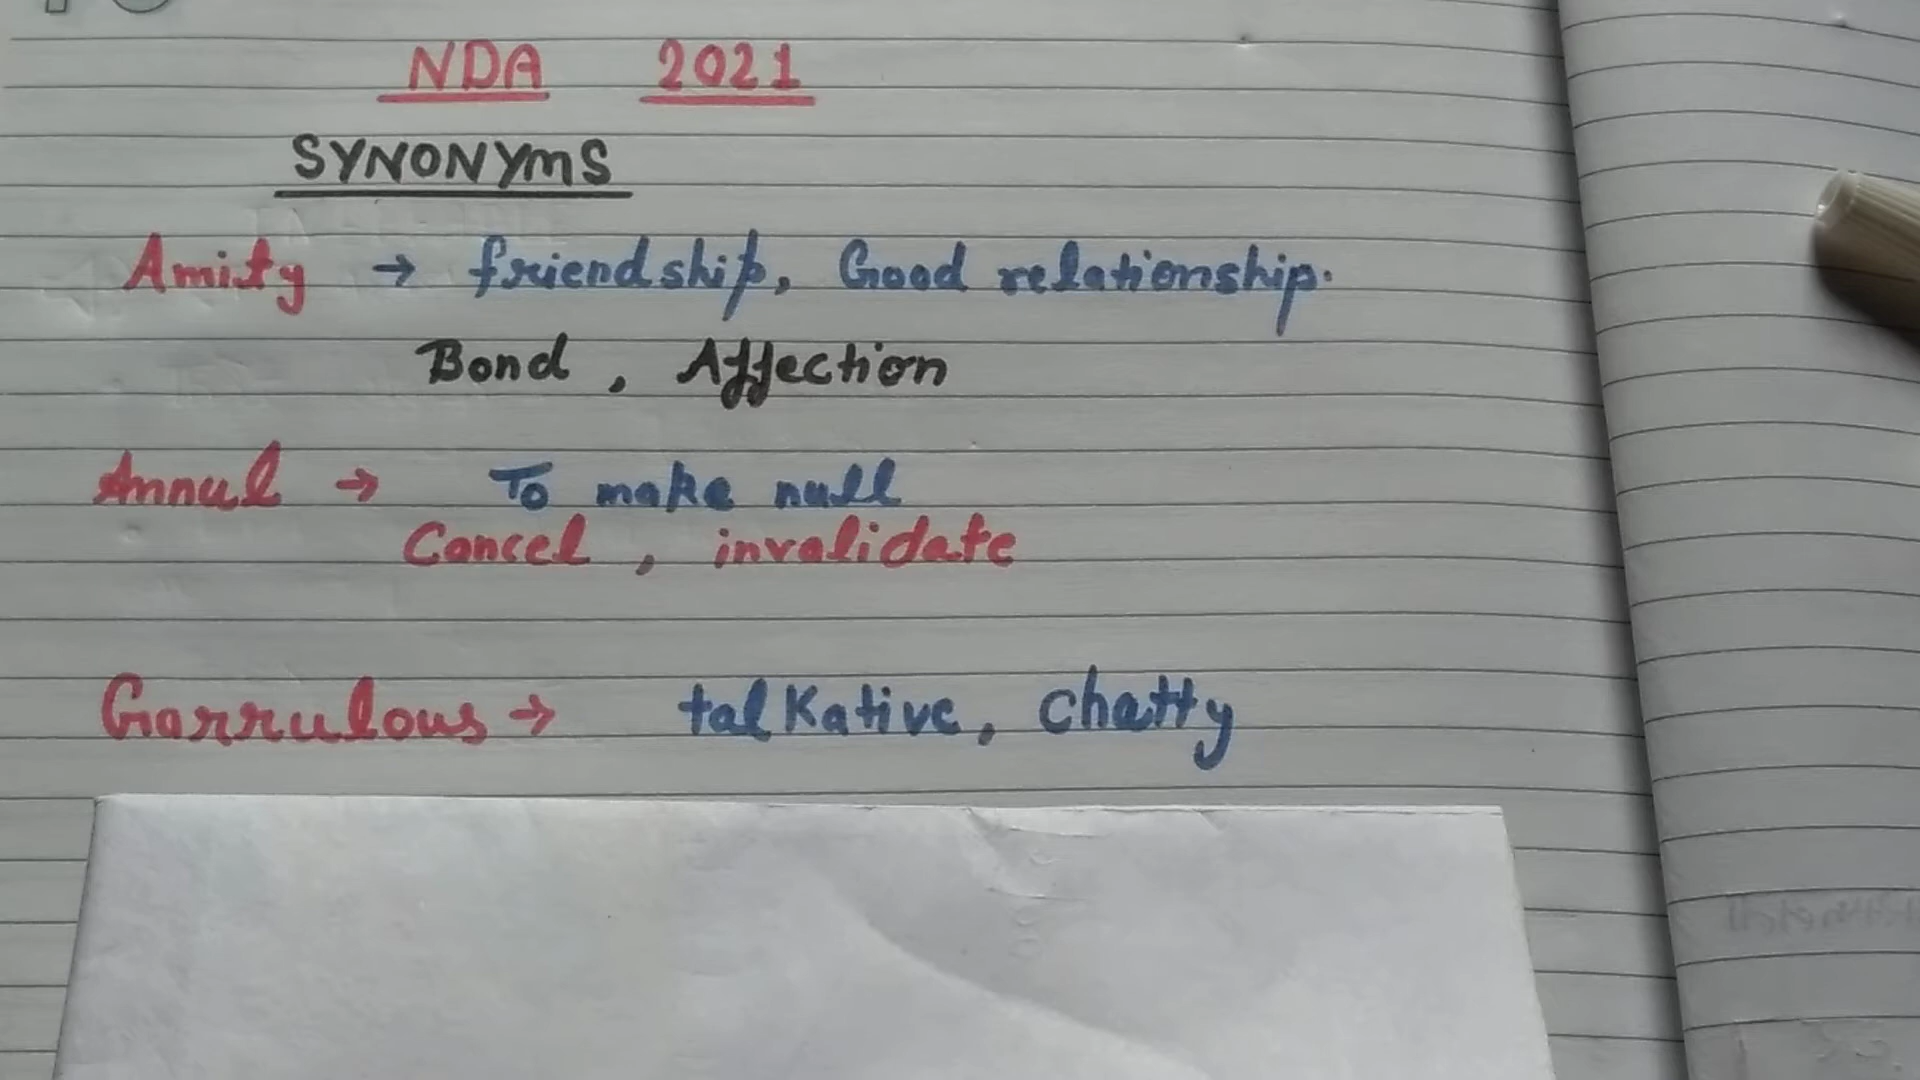 NDA 2021
SYNONYMS
Amity → friendship, Good relationship.
Bond, Affection
Annul → To make null
Cancel, invalidate
Garrulous → talkative, chatty